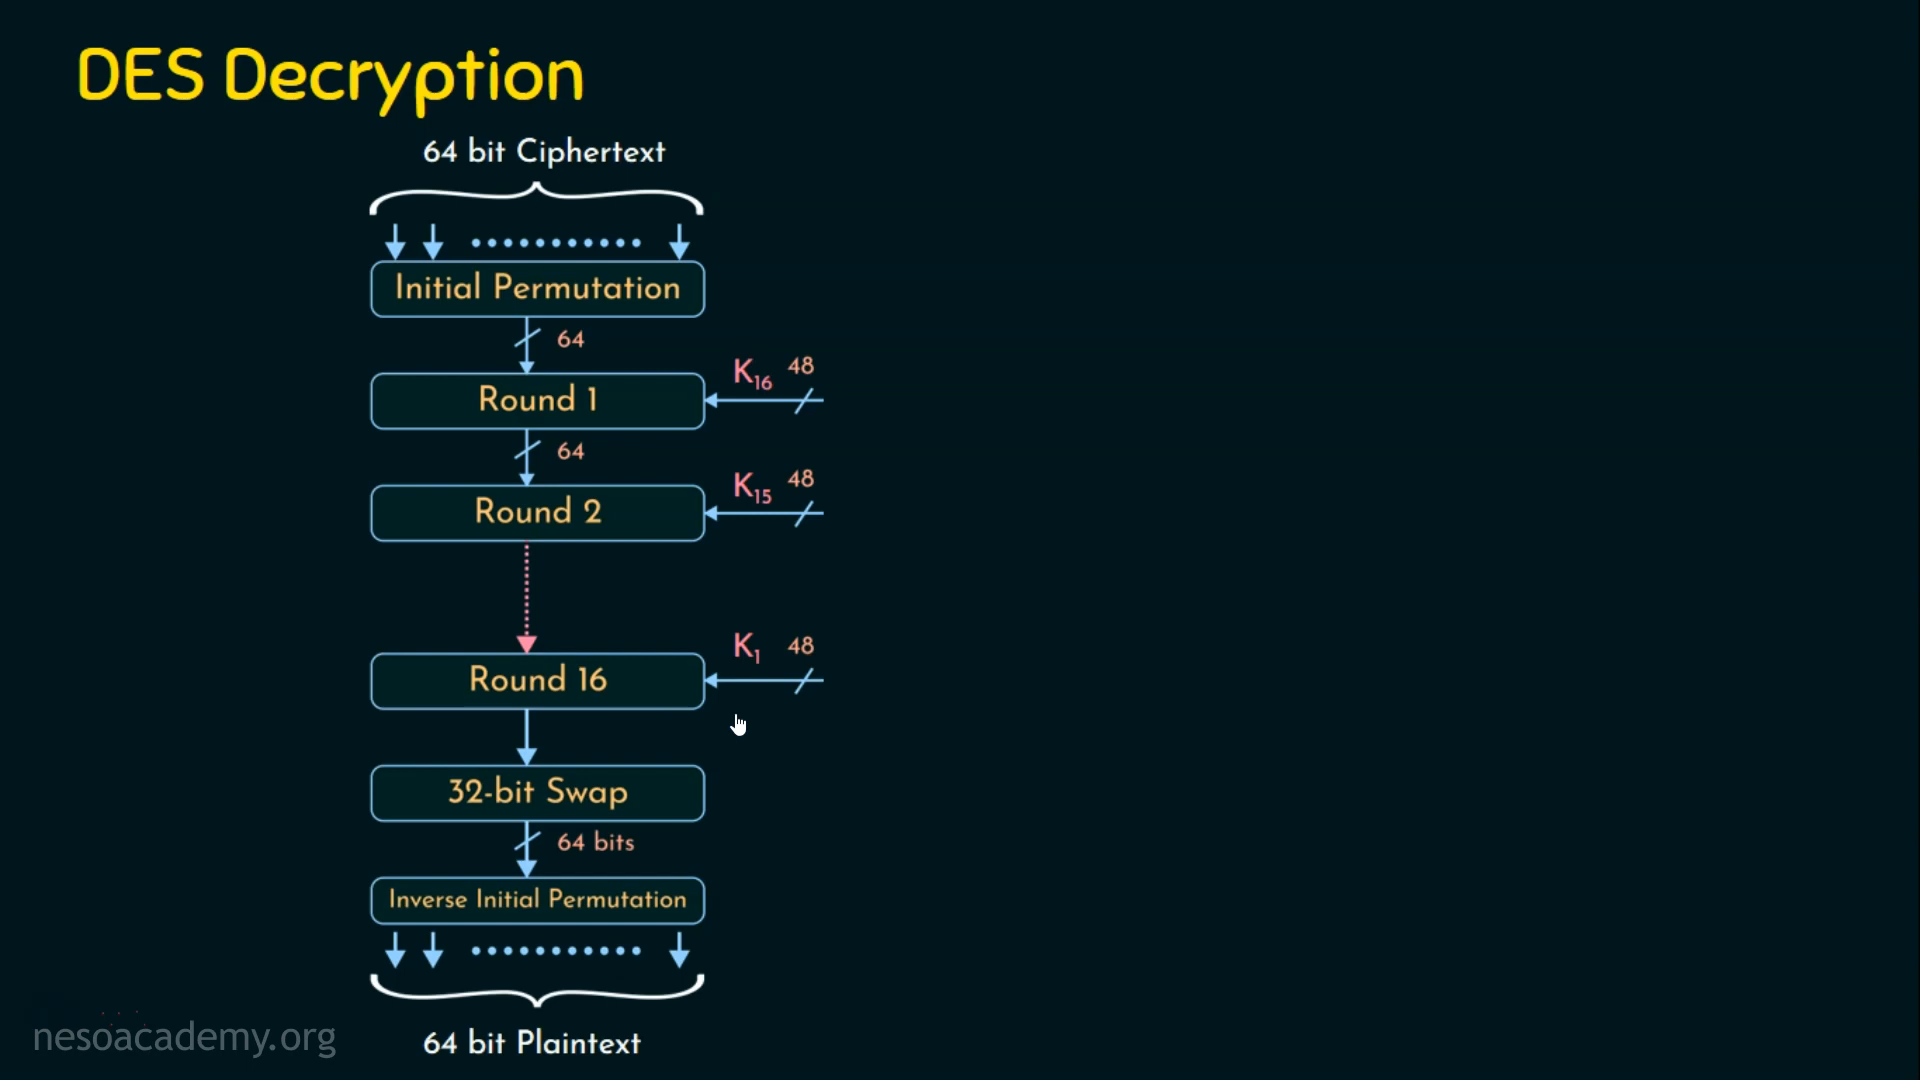 DES Decryption
64 bit Ciphertext
Initial Permutation
64
K16 48
Round 1
64
K15 48
Round 2
K1 48
Round 16
32-bit Swap
64 bits
Inverse Initial Permutation
64 bit Plaintext
nesoacademy.org